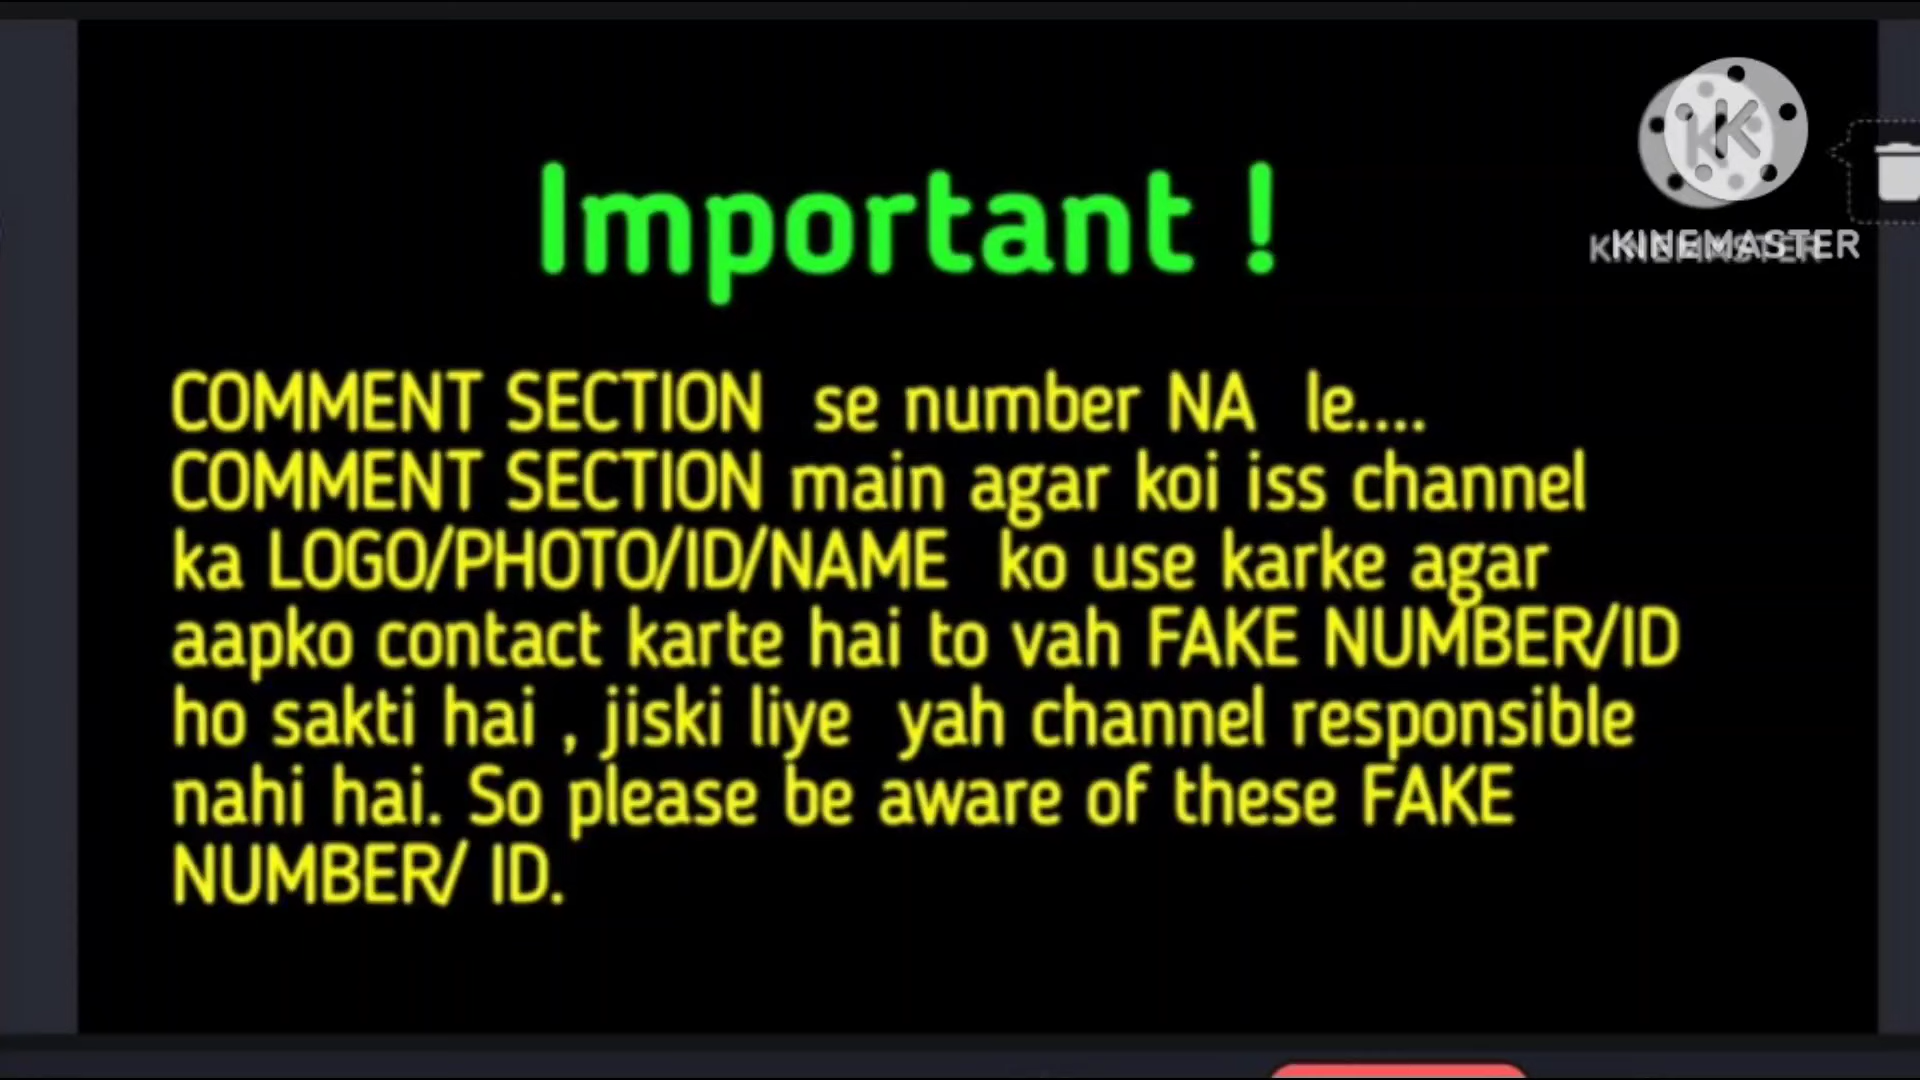 Important !
KINEMASTER
KINEMASTER
COMMENT SECTION se number NA le....
COMMENT SECTION main agar koi iss channel
ka LOGO/PHOTO/ID/NAME ko use karke agar
aapko contact karte hai to vah FAKE NUMBER/ID
ho sakti hai , jiski liye yah channel responsible
nahi hai. So please be aware of these FAKE
NUMBER/ ID.